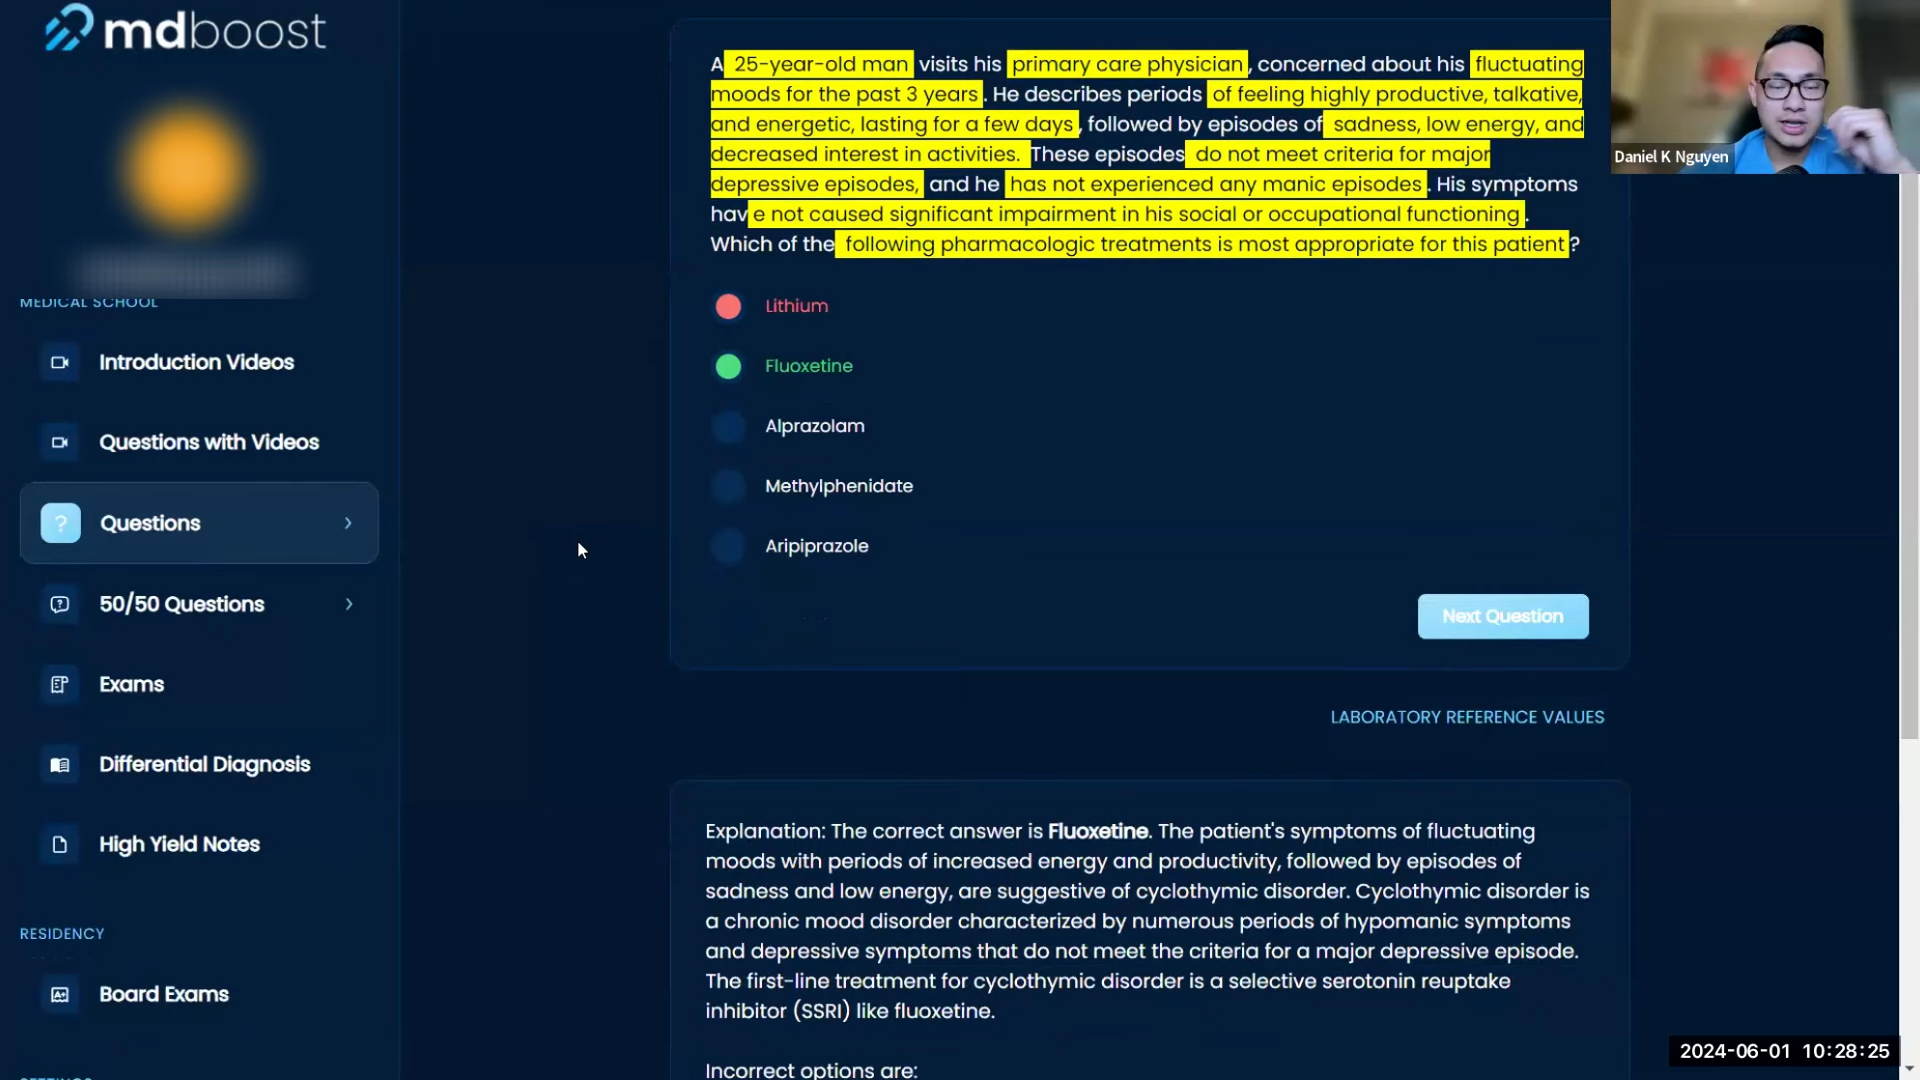 mdboost
MEDICAL SCHOOL
Introduction Videos
Questions with Videos
Questions
50/50 Questions
Exams
Differential Diagnosis
High Yield Notes
RESIDENCY
Board Exams
A 25-year-old man visits his primary care physician, concerned about his fluctuating
moods for the past 3 years. He describes periods of feeling highly productive, talkative,
and energetic, lasting for a few days, followed by episodes of sadness, low energy, and
decreased interest in activities. These episodes do not meet criteria for major
depressive episodes, and he has not experienced any manic episodes. His symptoms
have not caused significant impairment in his social or occupational functioning.
Which of the following pharmacologic treatments is most appropriate for this patient?
Lithium
Fluoxetine
Alprazolam
Methylphenidate
Aripiprazole
Next Question
LABORATORY REFERENCE VALUES
Explanation: The correct answer is Fluoxetine. The patient's symptoms of fluctuating
moods with periods of increased energy and productivity, followed by episodes of
sadness and low energy, are suggestive of cyclothymic disorder. Cyclothymic disorder is
a chronic mood disorder characterized by numerous periods of hypomanic symptoms
and depressive symptoms that do not meet the criteria for a major depressive episode.
The first-line treatment for cyclothymic disorder is a selective serotonin reuptake
inhibitor (SSRI) like fluoxetine.
Incorrect options are:
Daniel K Nguyen
2024-06-01 10:28:25